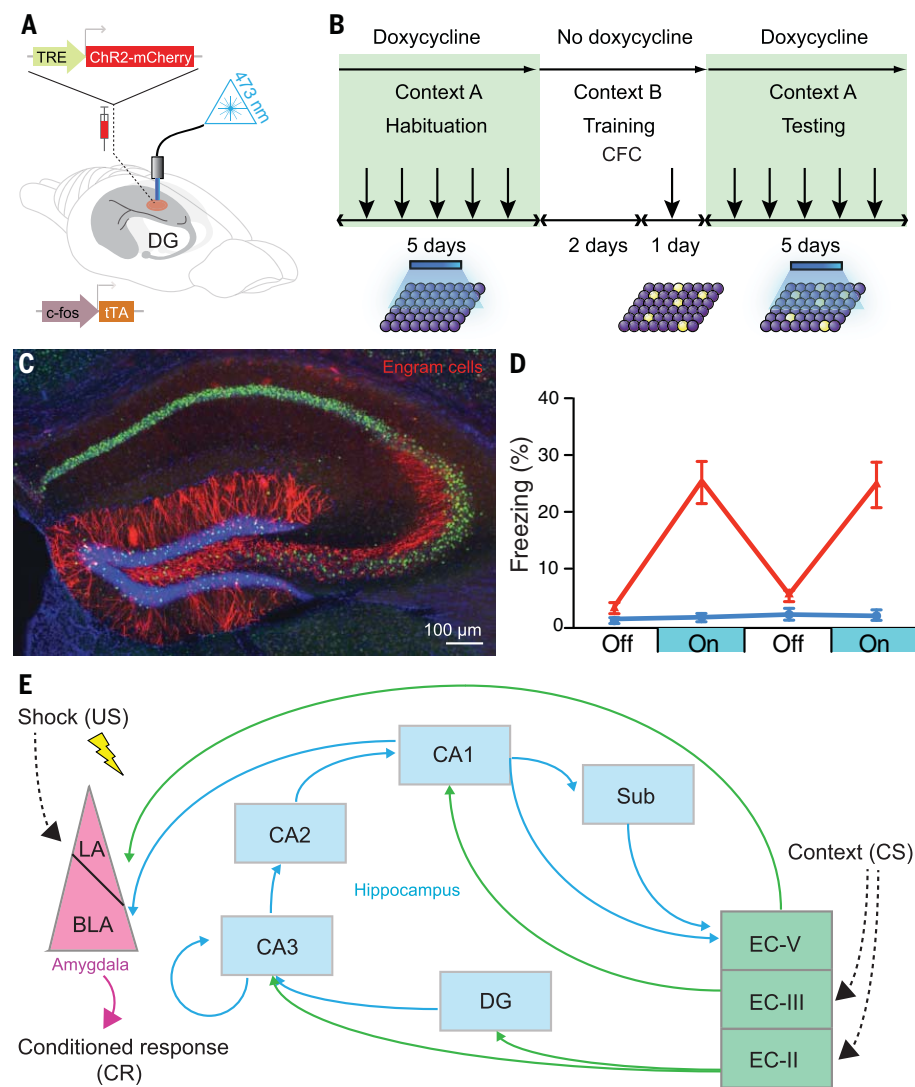 A
TRE
ChR2-mCherry
473 nm
DG
c-fos
tTA
B
Doxycycline
No doxycycline
Doxycycline
Context A
Context B
Context A
Habituation
Training
Testing
CFC
5 days
2 days
1 day
5 days
C
Engram cells
100 µm
D
Freezing (%)
40
30
20
10
0
Off
On
Off
On
E
Shock (US)
LA
BLA
Amygdala
Conditioned response
(CR)
CA1
Sub
CA2
Hippocampus
CA3
DG
Context (CS)
EC-V
EC-III
EC-II